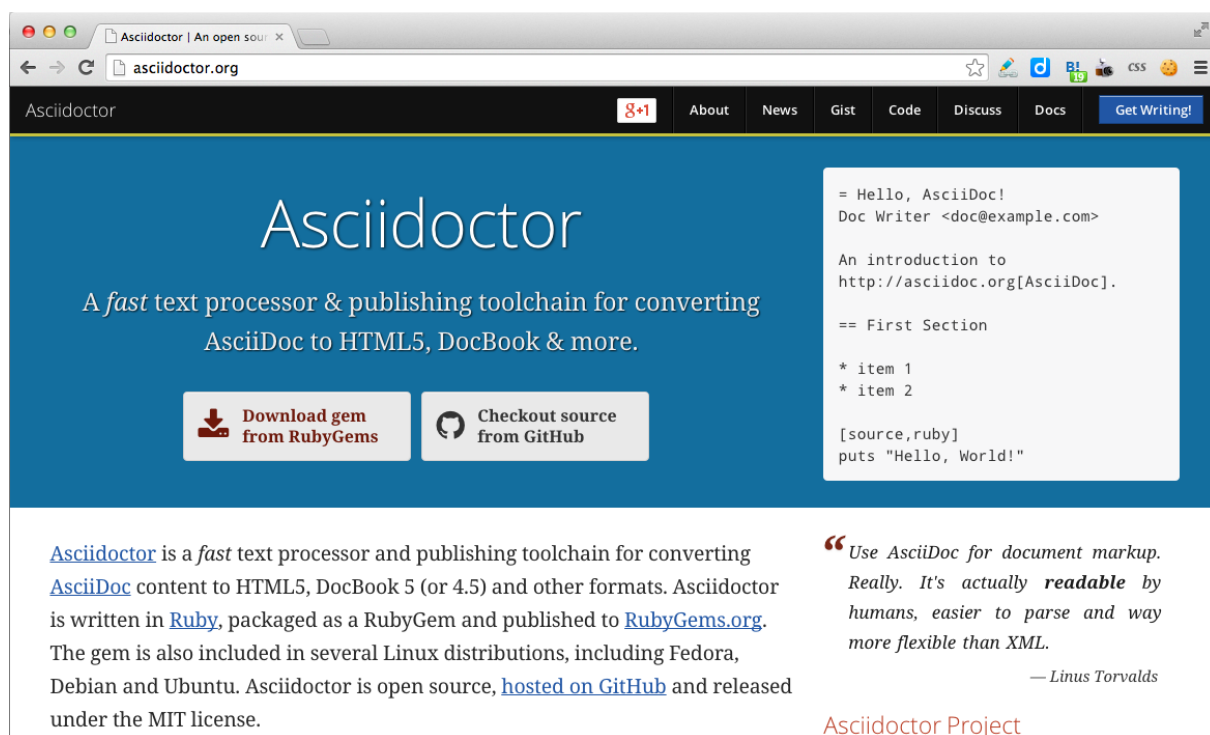 Asciidoctor | An open sour
asciidoctor.org
B!
19
css
Asciidoctor
g+1
About
News
Gist
Code
Discuss
Docs
Get Writing!
Asciidoctor
A fast text processor & publishing toolchain for converting
AsciiDoc to HTML5, DocBook & more.
Download gem
from RubyGems
Checkout source
from GitHub
= Hello, AsciiDoc!
Doc Writer <doc@example.com>
An introduction to
http://asciidoc.org[AsciiDoc].
== First Section
* item 1
* item 2
[source,ruby]
puts "Hello, World!"
Asciidoctor is a fast text processor and publishing toolchain for converting
AsciiDoc content to HTML5, DocBook 5 (or 4.5) and other formats. Asciidoctor
is written in Ruby, packaged as a RubyGem and published to RubyGems.org.
The gem is also included in several Linux distributions, including Fedora,
Debian and Ubuntu. Asciidoctor is open source, hosted on GitHub and released
under the MIT license.
“Use AsciiDoc for document markup.
Really. It's actually readable by
humans, easier to parse and way
more flexible than XML.
— Linus Torvalds
Asciidoctor Project